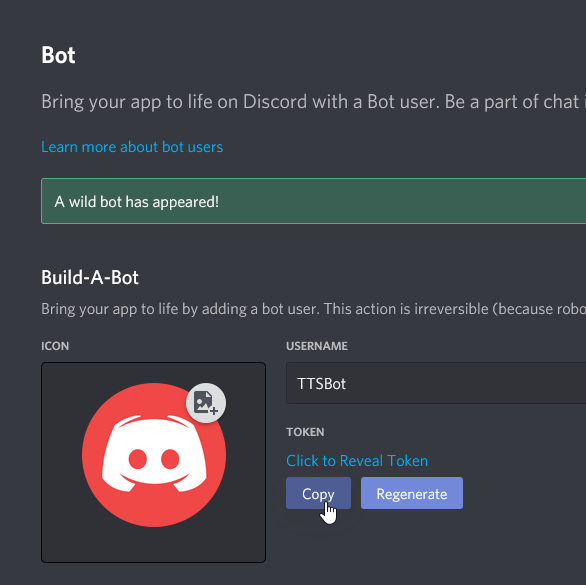 Bot
Bring your app to life on Discord with a Bot user. Be a part of chat
Learn more about bot users
A wild bot has appeared!
Build-A-Bot
Bring your app to life by adding a bot user. This action is irreversible (because robo
ICON
USERNAME
TTSBot
TOKEN
Click to Reveal Token
Copy
Regenerate